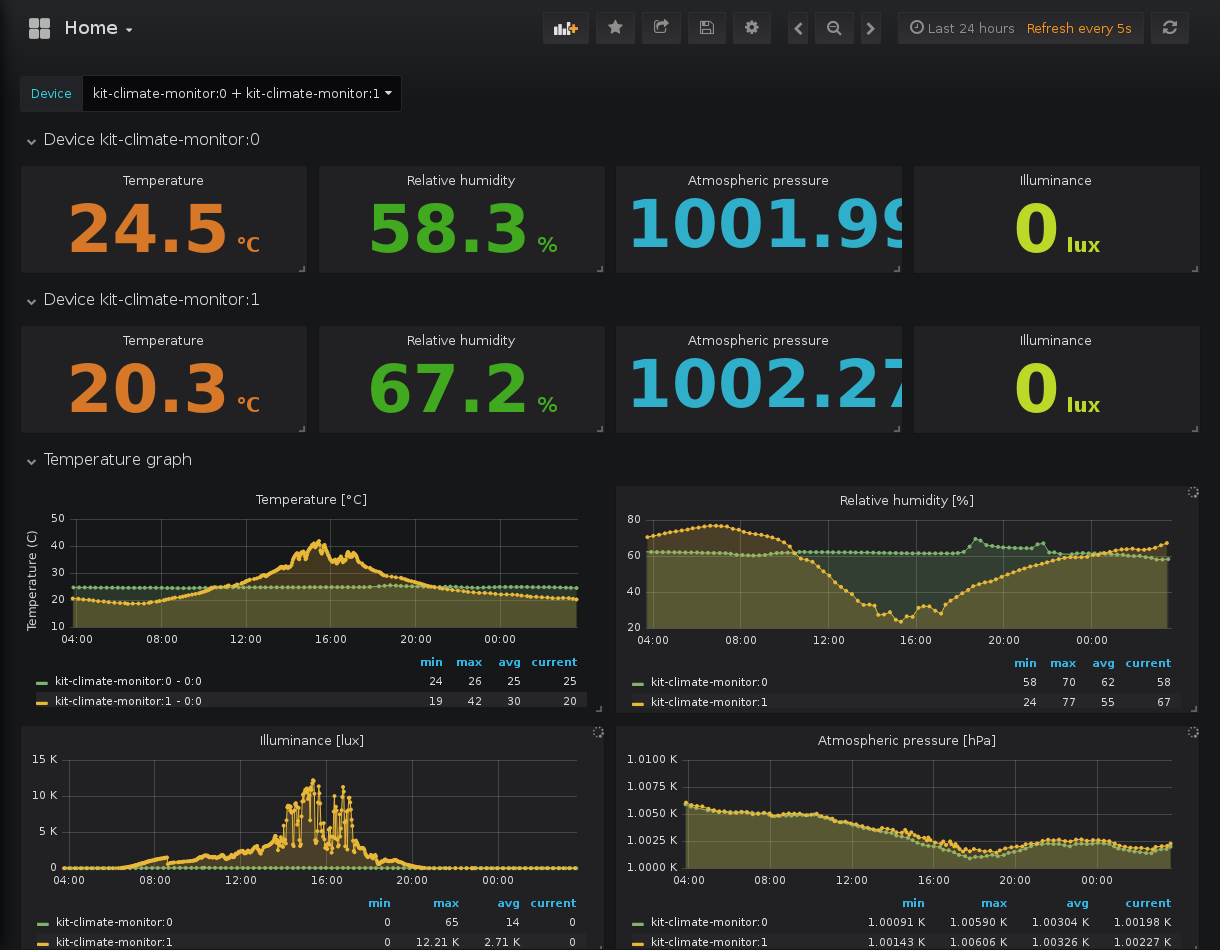 Home
Last 24 hours Refresh every 5s
Device kit-climate-monitor:0 + kit-climate-monitor:1
Device kit-climate-monitor:0
Temperature Relative humidity Atmospheric pressure Illuminance
24.5 °C 58.3 % 1001.99 0 lux
Device kit-climate-monitor:1
Temperature Relative humidity Atmospheric pressure Illuminance
20.3 °C 67.2 % 1002.27 0 lux
Temperature graph
Temperature [°C]
Temperature (C)
50
40
30
20
10
04:00 08:00 12:00 16:00 20:00 00:00
min max avg current
kit-climate-monitor:0 - 0:0 24 26 25 25
kit-climate-monitor:1 - 0:0 19 42 30 20
Relative humidity [%]
80
60
40
20
04:00 08:00 12:00 16:00 20:00 00:00
min max avg current
kit-climate-monitor:0 58 70 62 58
kit-climate-monitor:1 24 77 55 67
Illuminance [lux]
15 K
10 K
5 K
0
04:00 08:00 12:00 16:00 20:00 00:00
min max avg current
kit-climate-monitor:0 0 65 14 0
kit-climate-monitor:1 0 12.21 K 2.71 K 0
Atmospheric pressure [hPa]
1.0100 K
1.0075 K
1.0050 K
1.0025 K
1.0000 K
04:00 08:00 12:00 16:00 20:00 00:00
min max avg current
kit-climate-monitor:0 1.00091 K 1.00590 K 1.00304 K 1.00198 K
kit-climate-monitor:1 1.00143 K 1.00606 K 1.00326 K 1.00227 K